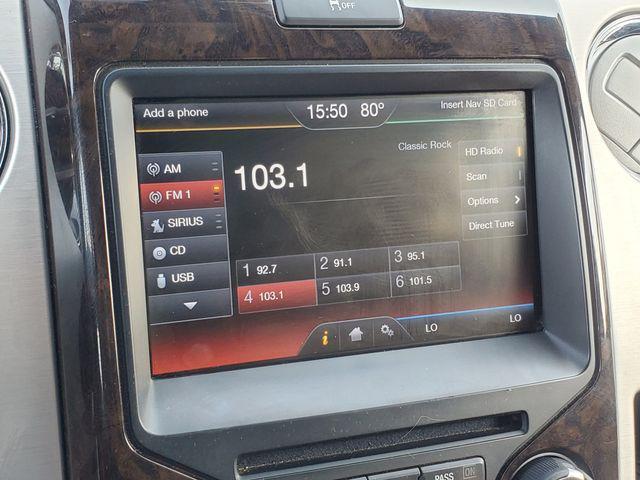 OFF
Add a phone
15:50 80°
Insert Nav SD Card
Classic Rock
AM
FM 1
SIRIUS
CD
USB
103.1
HD Radio
Scan
Options
Direct Tune
1 92.7
2 91.1
3 95.1
4 103.1
5 103.9
6 101.5
i
LO
LO
PASS
ON